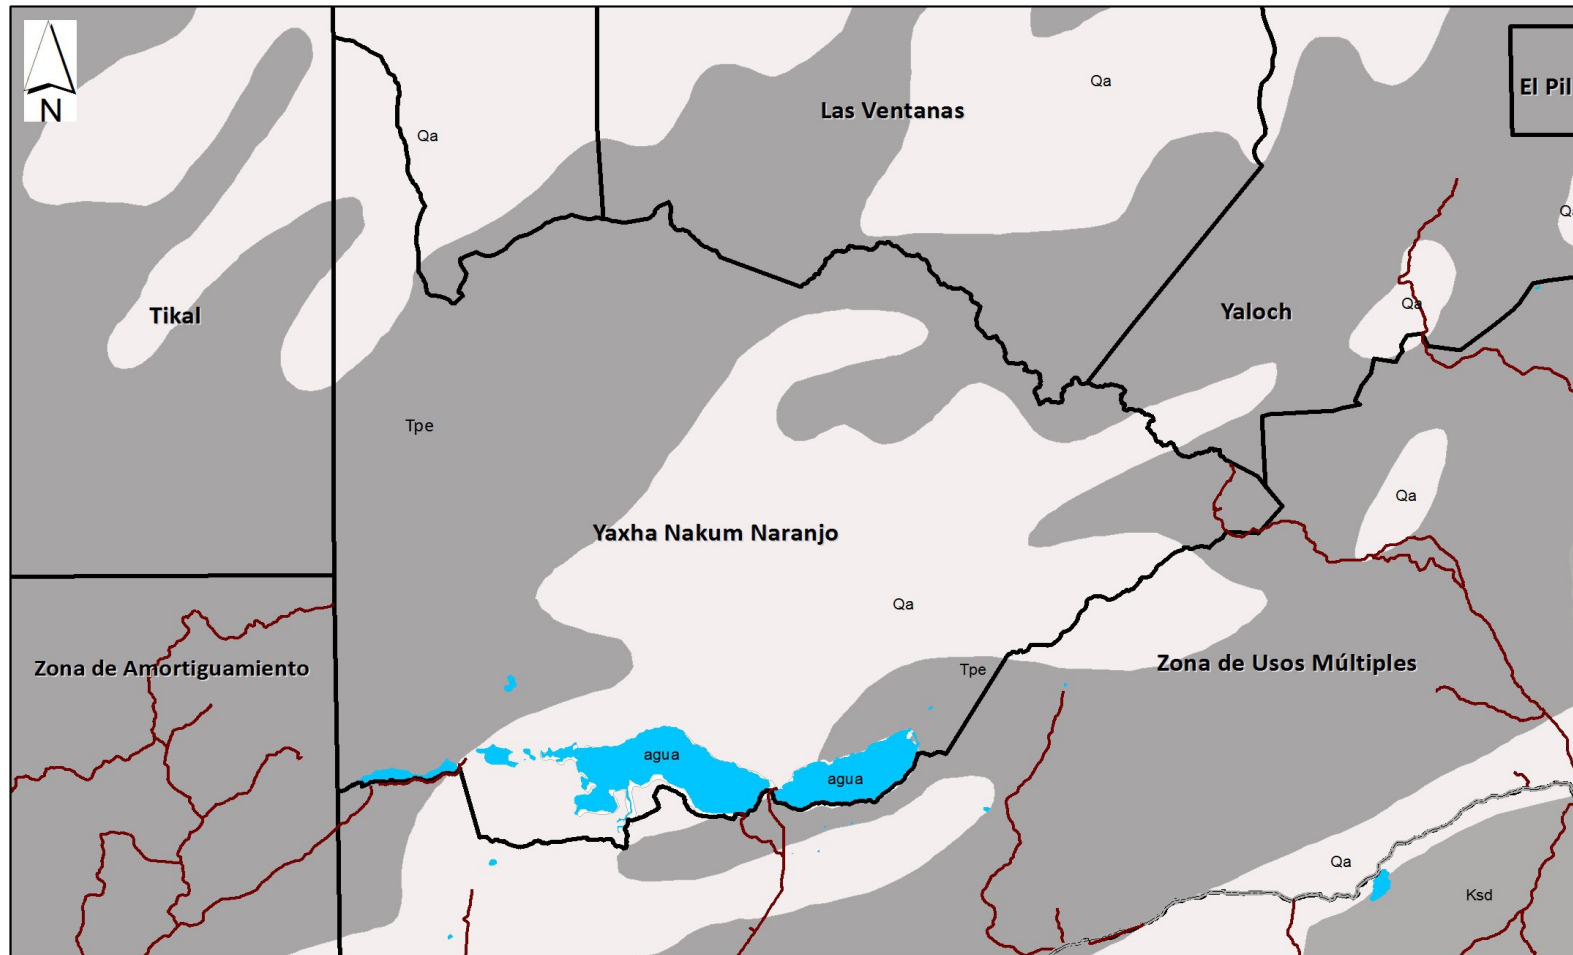 N
Qa
Las Ventanas
El Pil
Qa
Q
Tikal
Yaloch
Qa
Tpe
Qa
Yaxha Nakum Naranjo
Qa
Tpe
Zona de Amortiguamiento
Zona de Usos Múltiples
agua
agua
Qa
Qa
Ksd